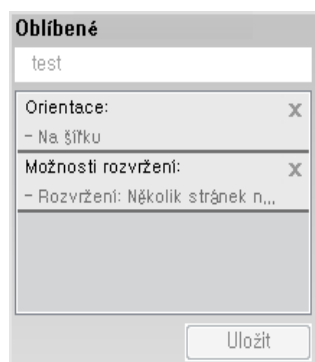 Oblíbené
test
Orientace:
x
- Na šířku
Možnosti rozvržení:
x
- Rozvržení: Několik stránek n...
Uložit